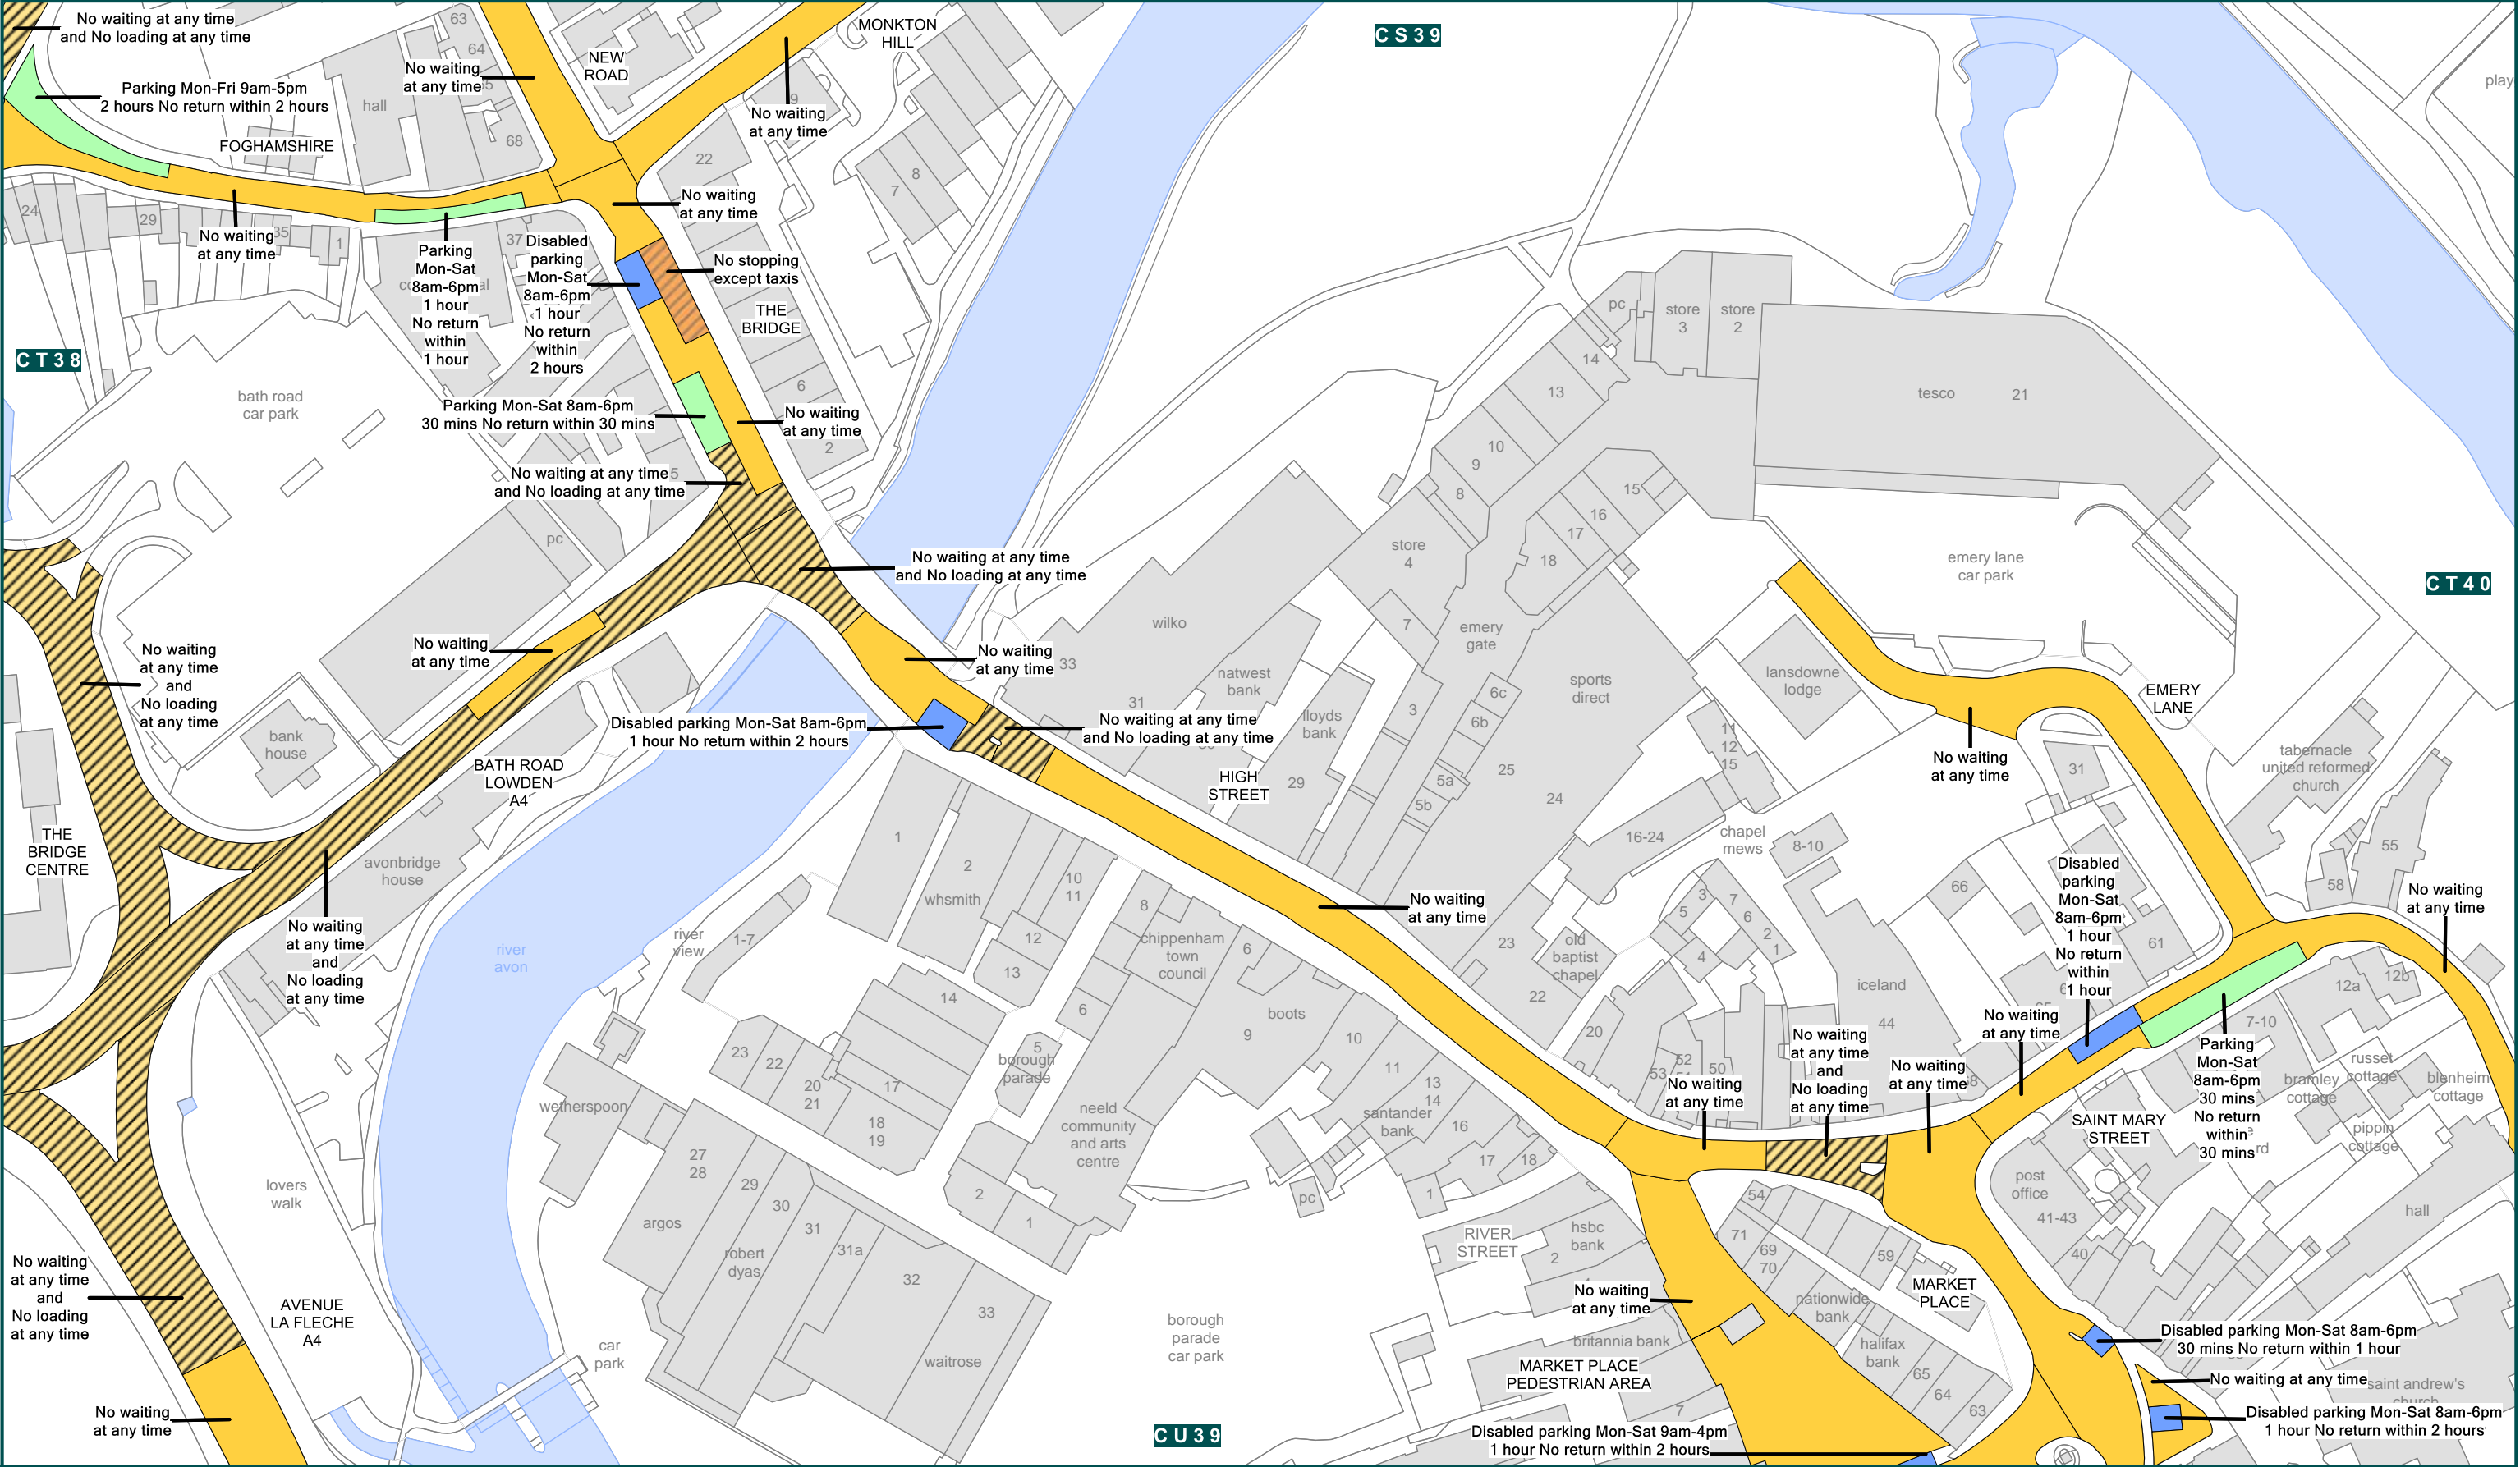 No waiting at any time
and No loading at any time
Parking Mon-Fri 9am-5pm
2 hours No return within 2 hours
FOGHAMSHIRE
hall
63
64
68
No waiting
at any time
NEW
ROAD
MONKTON
HILL
No waiting
at any time
CS39
play
22
7
8
24
29
35
1
37
No waiting
at any time
Parking
Mon-Sat
8am-6pm
1 hour
No return
within
1 hour
Disabled
parking
Mon-Sat
8am-6pm
1 hour
No return
within
2 hours
No waiting
at any time
No stopping
except taxis
THE
BRIDGE
CT38
bath road
car park
6
2
Parking Mon-Sat 8am-6pm
30 mins No return within 30 mins
No waiting
at any time
No waiting at any time
and No loading at any time
pc
No waiting at any time
and No loading at any time
pc
store
3
store
2
14
13
10
9
8
tesco
21
15
16
17
18
store
4
7
emery
gate
emery lane
car park
CT40
No waiting
at any time
and
No loading
at any time
No waiting
at any time
No waiting
at any time
wilko
33
31
natwest
bank
lloyds
bank
29
3
6c
6b
5a
5b
25
24
sports
direct
lansdowne
lodge
EMERY
LANE
No waiting
at any time
bank
house
BATH ROAD
LOWDEN
A4
Disabled parking Mon-Sat 8am-6pm
1 hour No return within 2 hours
No waiting at any time
and No loading at any time
HIGH
STREET
11
12
15
31
tabernacle
united reformed
church
THE
BRIDGE
CENTRE
avonbridge
house
1
2
whsmith
10
11
12
13
8
16-24
chapel
mews
8-10
66
55
58
No waiting
at any time
and
No loading
at any time
river
avon
river
view
1-7
14
chippenham
town
council
6
6
No waiting
at any time
23
old
baptist
chapel
22
3
5
4
7
6
2
1
iceland
44
Disabled
parking
Mon-Sat
8am-6pm
1 hour
No return
within
1 hour
61
No waiting
at any time
12a
12b
wetherspoon
23
22
20
21
17
18
19
5
borough
parade
boots
9
10
11
13
14
santander
bank
16
17
18
20
52
53
50
No waiting
at any time
No waiting
at any time
and
No loading
at any time
No waiting
at any time
No waiting
at any time
7-10
Parking
Mon-Sat
8am-6pm
30 mins
No return
within
30 mins
russet
cottage
bramley
cottage
blenheim
cottage
pippin
cottage
SAINT MARY
STREET
neeld
community
and arts
centre
lovers
walk
27
28
argos
29
30
31
31a
robert
dyas
32
33
waitrose
2
1
pc
1
RIVER
STREET
hsbc
bank
2
54
71
69
70
59
nationwide
bank
post
office
41-43
40
hall
MARKET
PLACE
No waiting
at any time
and
No loading
at any time
AVENUE
LA FLECHE
A4
car
park
borough
parade
car park
No waiting
at any time
britannia bank
MARKET PLACE
PEDESTRIAN AREA
7
halifax
bank
65
64
63
Disabled parking Mon-Sat 8am-6pm
30 mins No return within 1 hour
No waiting at any time
saint andrew's
church
No waiting
at any time
CU39
Disabled parking Mon-Sat 9am-4pm
1 hour No return within 2 hours
Disabled parking Mon-Sat 8am-6pm
1 hour No return within 2 hours